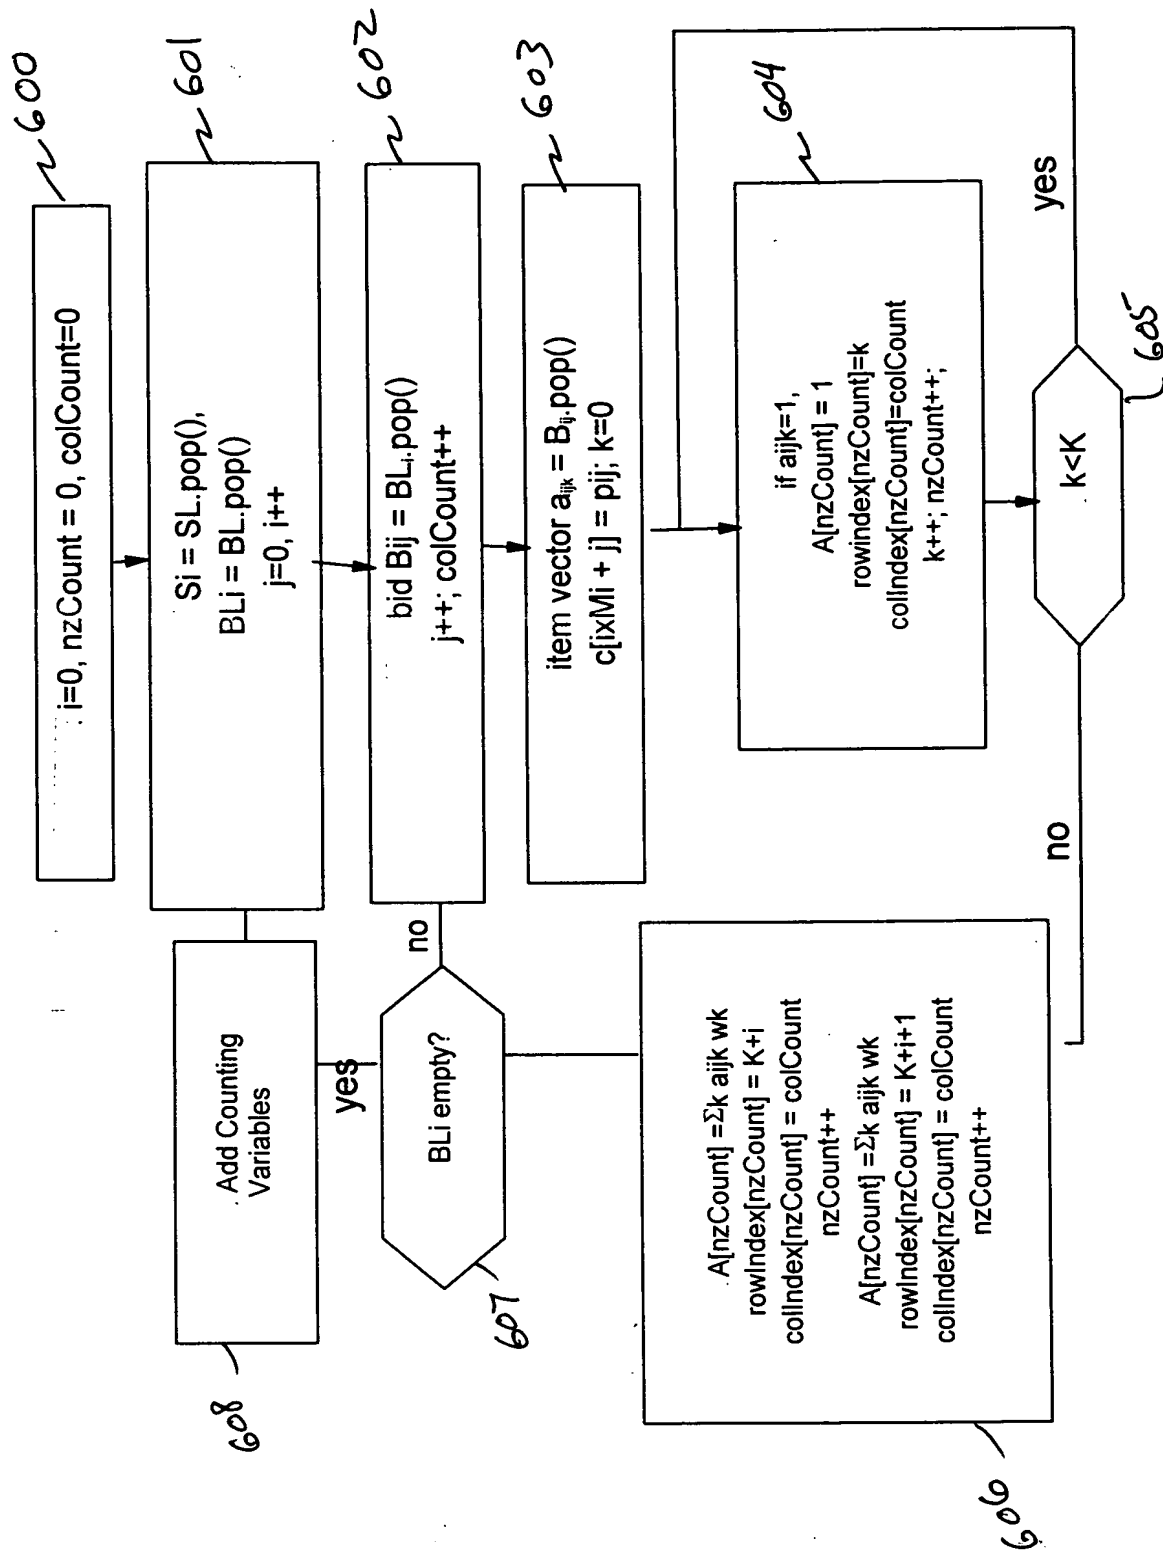 600
i=0, nzCount = 0, colCount=0
601
Si = SL.pop(),
BLi = BL.pop()
j=0, i++
602
bid Bij = BLi.pop()
j++; colCount++
603
item vector aijk = Bij.pop()
c[ixMi + j] = pij; k=0
604
if aijk=1,
A[nzCount] = 1
rowindex[nzCount]=k
colIndex[nzCount]=colCount
k++; nzCount++;
k<K
605
yes
no
A[nzCount] =Σk aijk wk
rowIndex[nzCount] = K+i
colIndex[nzCount] = colCount
nzCount++
A[nzCount] =Σk aijk wk
rowIndex[nzCount] = K+i+1
colIndex[nzCount] = colCount
nzCount++
606
BLi empty?
607
no
yes
Add Counting
Variables
608